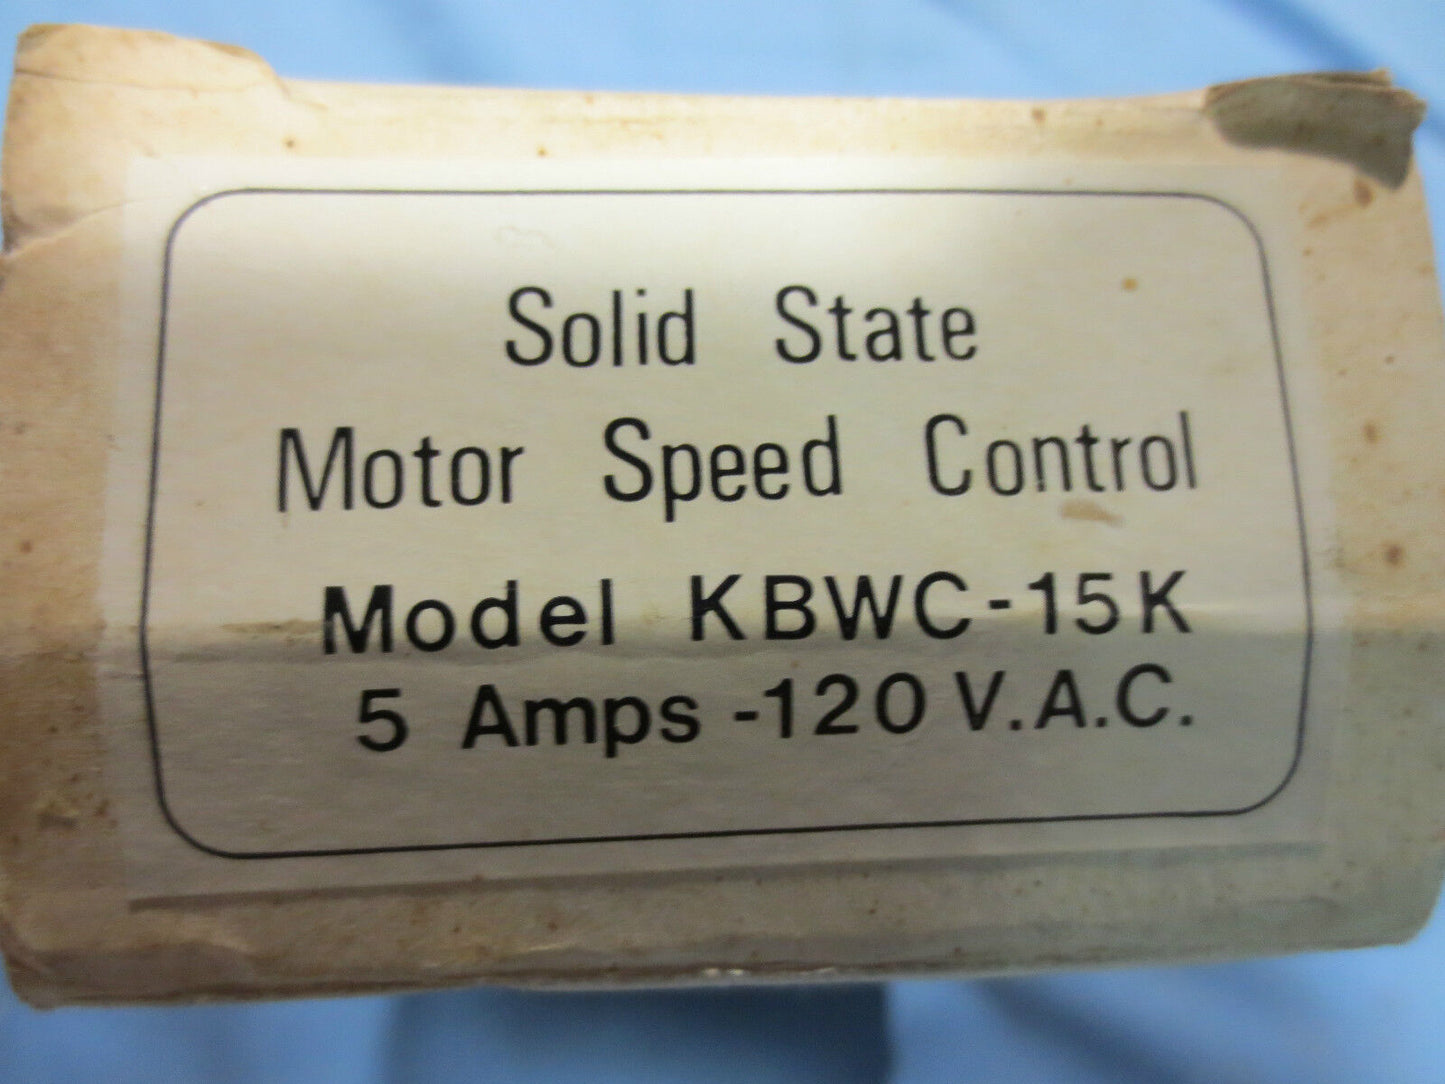 Solid State
Motor Speed Control
Model KBWC-15K
5 Amps -120 V.A.C.